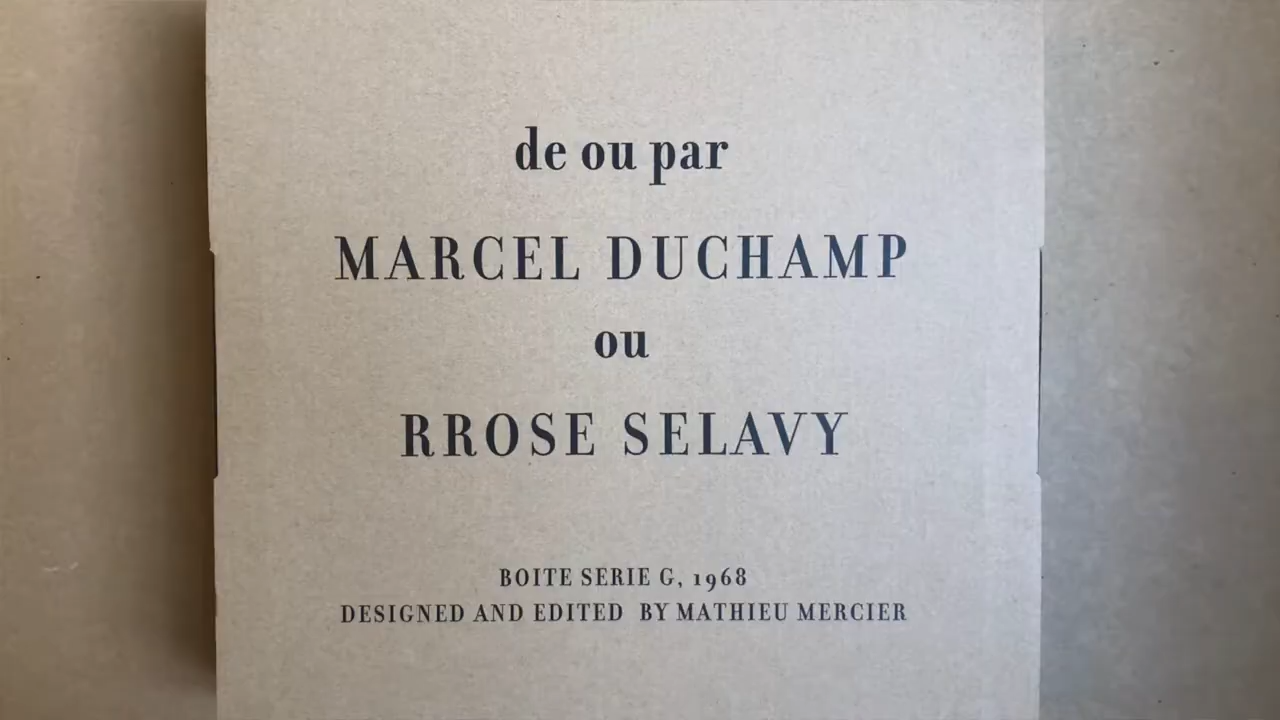 de ou par
MARCEL DUCHAMP
ou
RROSE SELAVY
BOITE SERIE G, 1968
DESIGNED AND EDITED BY MATHIEU MERCIER